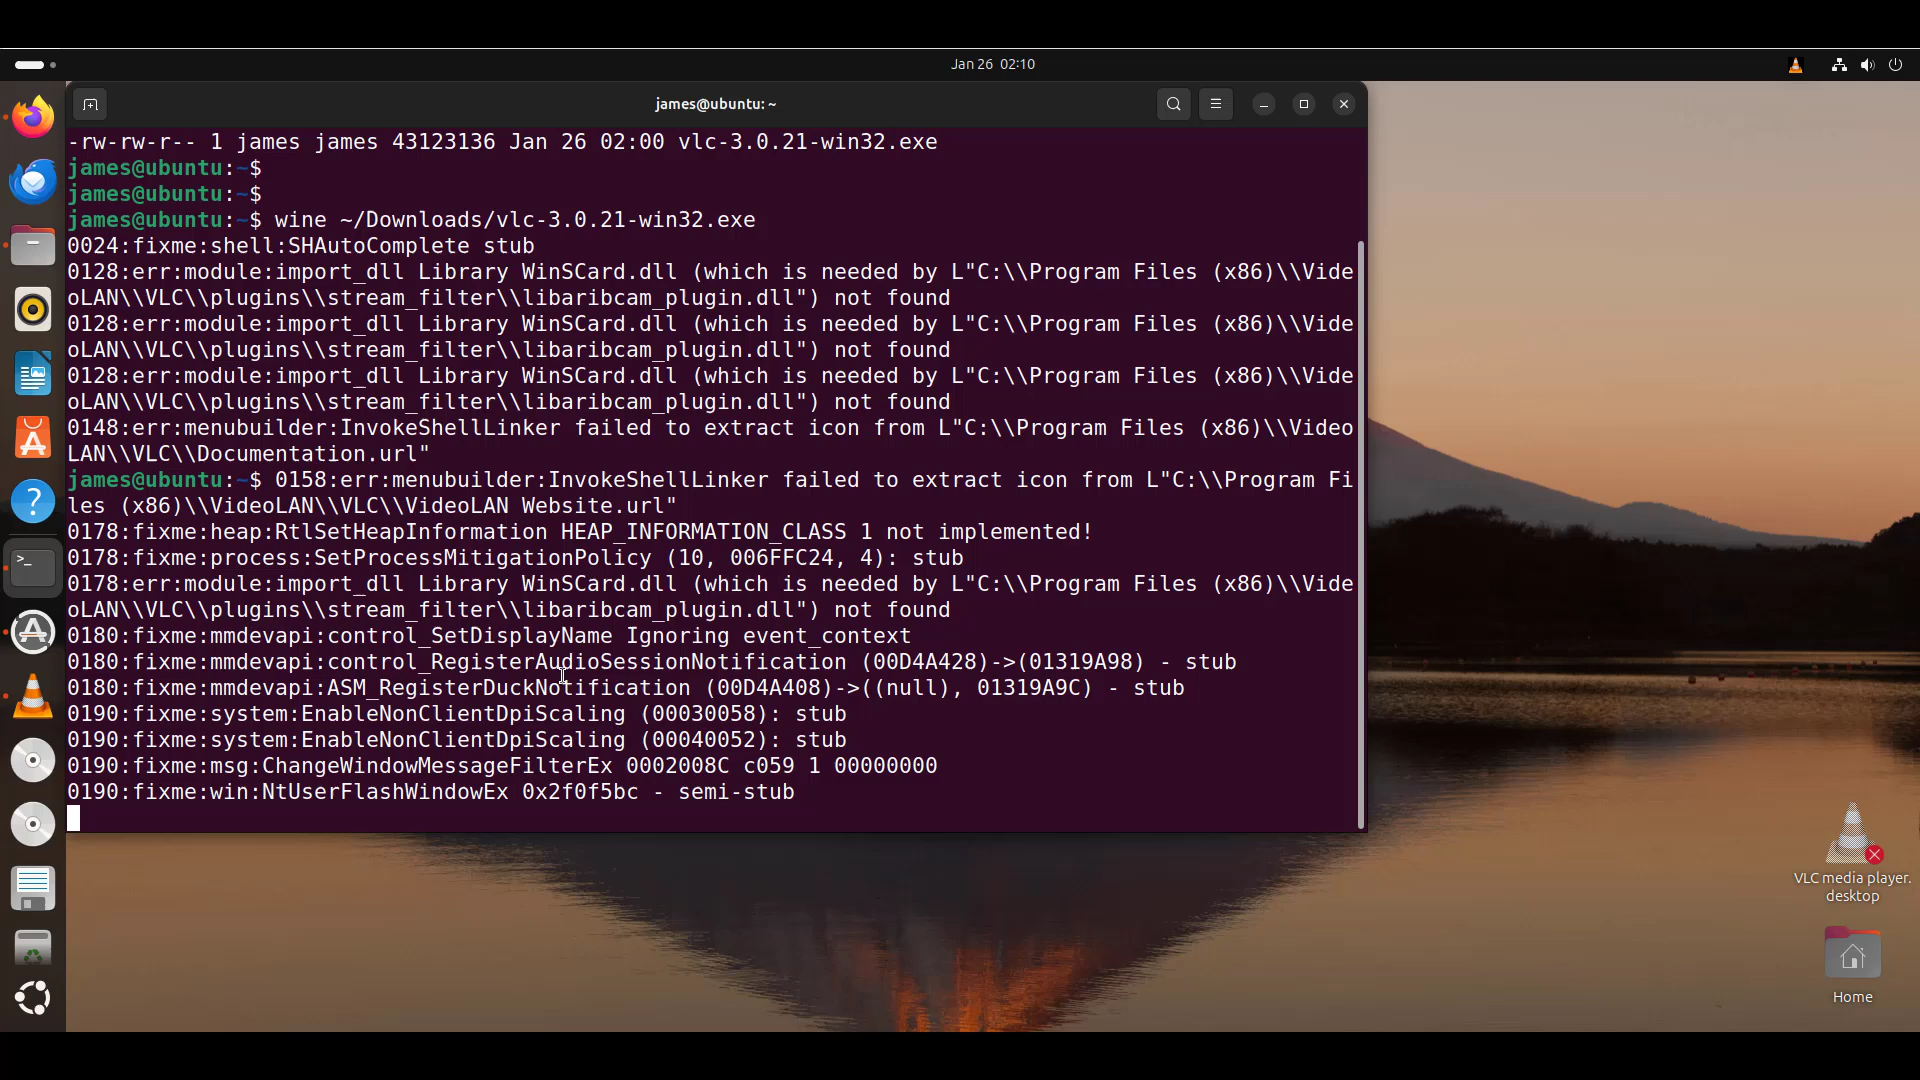 Jan 26 02:10
james@ubuntu: ~
-rw-rw-r-- 1 james james 43123136 Jan 26 02:00 vlc-3.0.21-win32.exe
james@ubuntu:~$
james@ubuntu:~$
james@ubuntu:~$ wine ~/Downloads/vlc-3.0.21-win32.exe
0024:fixme:shell:SHAutoComplete stub
0128:err:module:import_dll Library WinSCard.dll (which is needed by L"C:\\Program Files (x86)\\Vide
oLAN\\VLC\\plugins\\stream_filter\\libaribcam_plugin.dll") not found
0128:err:module:import_dll Library WinSCard.dll (which is needed by L"C:\\Program Files (x86)\\Vide
oLAN\\VLC\\plugins\\stream_filter\\libaribcam_plugin.dll") not found
0128:err:module:import_dll Library WinSCard.dll (which is needed by L"C:\\Program Files (x86)\\Vide
oLAN\\VLC\\plugins\\stream_filter\\libaribcam_plugin.dll") not found
0148:err:menubuilder:InvokeShellLinker failed to extract icon from L"C:\\Program Files (x86)\\Video
LAN\\VLC\\Documentation.url"
james@ubuntu:~$ 0158:err:menubuilder:InvokeShellLinker failed to extract icon from L"C:\\Program Fi
les (x86)\\VideoLAN\\VLC\\VideoLAN Website.url"
0178:fixme:heap:RtlSetHeapInformation HEAP_INFORMATION_CLASS 1 not implemented!
0178:fixme:process:SetProcessMitigationPolicy (10, 006FFC24, 4): stub
0178:err:module:import_dll Library WinSCard.dll (which is needed by L"C:\\Program Files (x86)\\Vide
oLAN\\VLC\\plugins\\stream_filter\\libaribcam_plugin.dll") not found
0180:fixme:mmdevapi:control_SetDisplayName Ignoring event_context
0180:fixme:mmdevapi:control_RegisterAudioSessionNotification (00D4A428)->(01319A98) - stub
0180:fixme:mmdevapi:ASM_RegisterDuckNotification (00D4A408)->((null), 01319A9C) - stub
0190:fixme:system:EnableNonClientDpiScaling (00030058): stub
0190:fixme:system:EnableNonClientDpiScaling (00040052): stub
0190:fixme:msg:ChangeWindowMessageFilterEx 0002008C c059 1 00000000
0190:fixme:win:NtUserFlashWindowEx 0x2f0f5bc - semi-stub
VLC media player.
desktop
Home